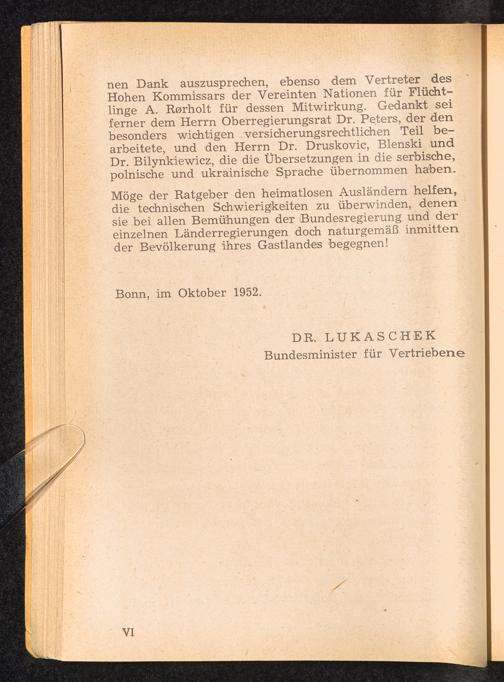 nen Dank auszusprechen, ebenso dem Vertreter des
Hohen Kommissars der Vereinten Nationen für Flücht-
linge A. Rørholt für dessen Mitwirkung. Gedankt sei
ferner dem Herrn Oberregierungsrat Dr. Peters, der den
besonders wichtigen versicherungsrechtlichen Teil be-
arbeitete, und den Herrn Dr. Druskovic, Blenski und
Dr. Bilynkiewicz, die die Übersetzungen in die serbische,
polnische und ukrainische Sprache übernommen haben.
Möge der Ratgeber den heimatlosen Ausländern helfen,
die technischen Schwierigkeiten zu überwinden, denen
sie bei allen Bemühungen der Bundesregierung und der
einzelnen Länderregierungen doch naturgemäß inmitten
der Bevölkerung ihres Gastlandes begegnen!
Bonn, im Oktober 1952.
DR. LUKASCHEK
Bundesminister für Vertriebene
VI